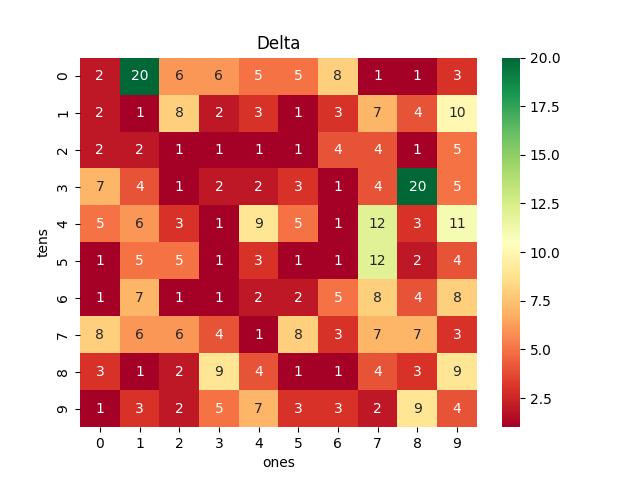 Delta
0 2 20 6 6 5 5 8 1 1 3
1 2 1 8 2 3 1 3 7 4 10
2 2 2 1 1 1 1 4 4 1 5
3 7 4 1 2 2 3 1 4 20 5
4 5 6 3 1 9 5 1 12 3 11
5 1 5 5 1 3 1 1 12 2 4
6 1 7 1 1 2 2 5 8 4 8
7 8 6 6 4 1 8 3 7 7 3
8 3 1 2 9 4 1 1 4 3 9
9 1 3 2 5 7 3 3 2 9 4
0 1 2 3 4 5 6 7 8 9
ones
tens
20.0
17.5
15.0
12.5
10.0
7.5
5.0
2.5